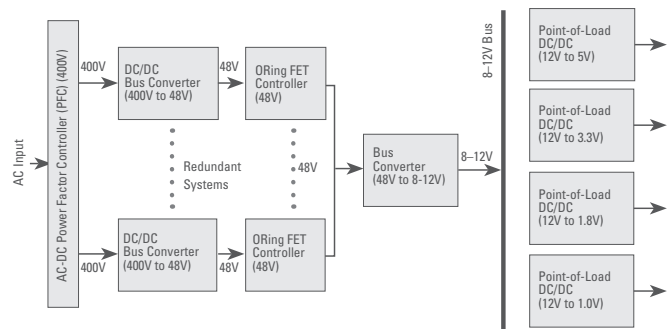 AC Input
AC-DC Power Factor Controller (PFC) (400V)
400V
DC/DC
Bus Converter
(400V to 48V)
48V
ORing FET
Controller
(48V)
Redundant
Systems
48V
400V
DC/DC
Bus Converter
(400V to 48V)
48V
ORing FET
Controller
(48V)
Bus
Converter
(48V to 8-12V)
8–12V
8–12V Bus
Point-of-Load
DC/DC
(12V to 5V)
Point-of-Load
DC/DC
(12V to 3.3V)
Point-of-Load
DC/DC
(12V to 1.8V)
Point-of-Load
DC/DC
(12V to 1.0V)